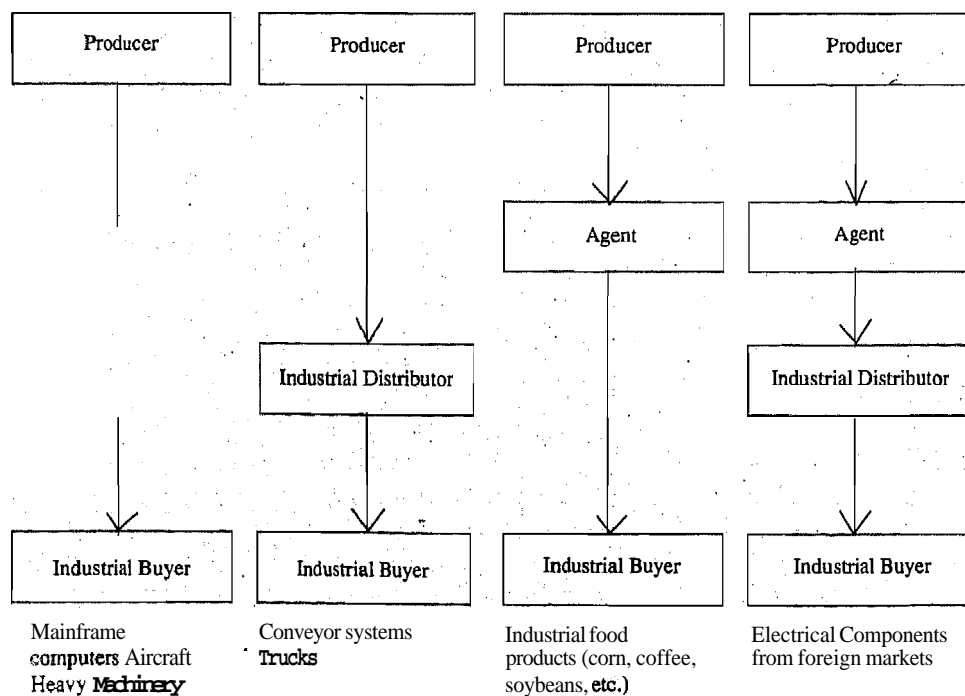 Producer
Producer
Producer
Producer
Agent
Agent
Industrial Distributor
Industrial Distributor
Industrial Buyer
Industrial Buyer
Industrial Buyer
Industrial Buyer
Mainframe
computers Aircraft
Heavy Machinery
Conveyor systems
Trucks
Industrial food
products (corn, coffee,
soybeans, etc.)
Electrical Components
from foreign markets